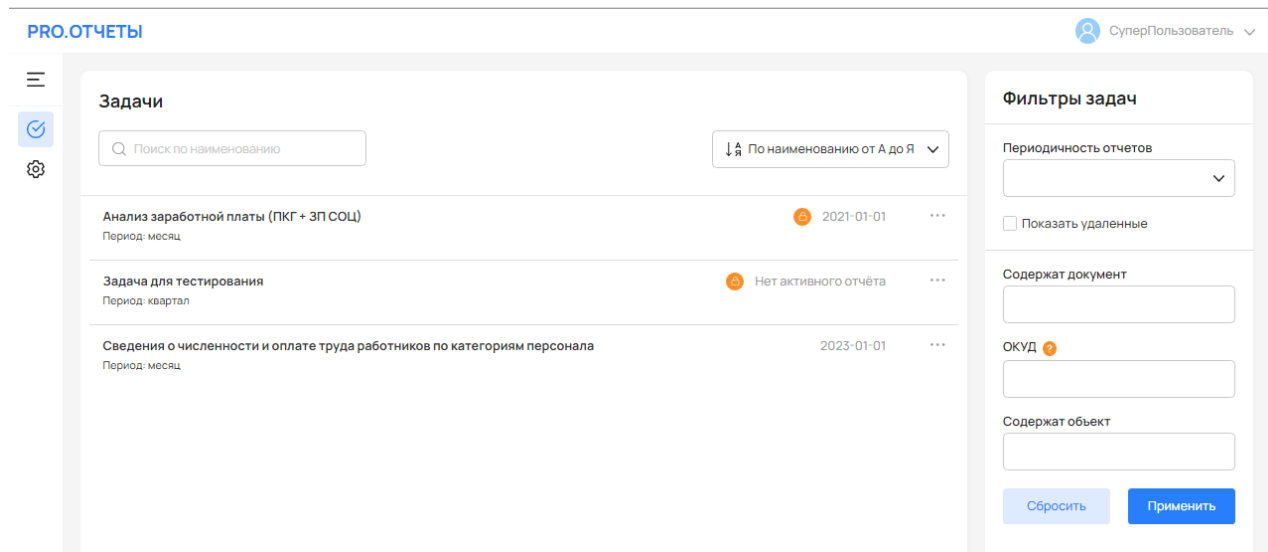 PRO.ОТЧЕТЫ
СуперПользователь
Задачи
Поиск по наименованию
А Я По наименованию от А до Я
Анализ заработной платы (ПКГ + ЗП СОЦ)
2021-01-01
Период: месяц
Задача для тестирования
Нет активного отчёта
Период: квартал
Сведения о численности и оплате труда работников по категориям персонала
2023-01-01
Период: месяц
Фильтры задач
Периодичность отчетов
Показать удаленные
Содержат документ
ОКУД ?
Содержат объект
Сбросить
Применить